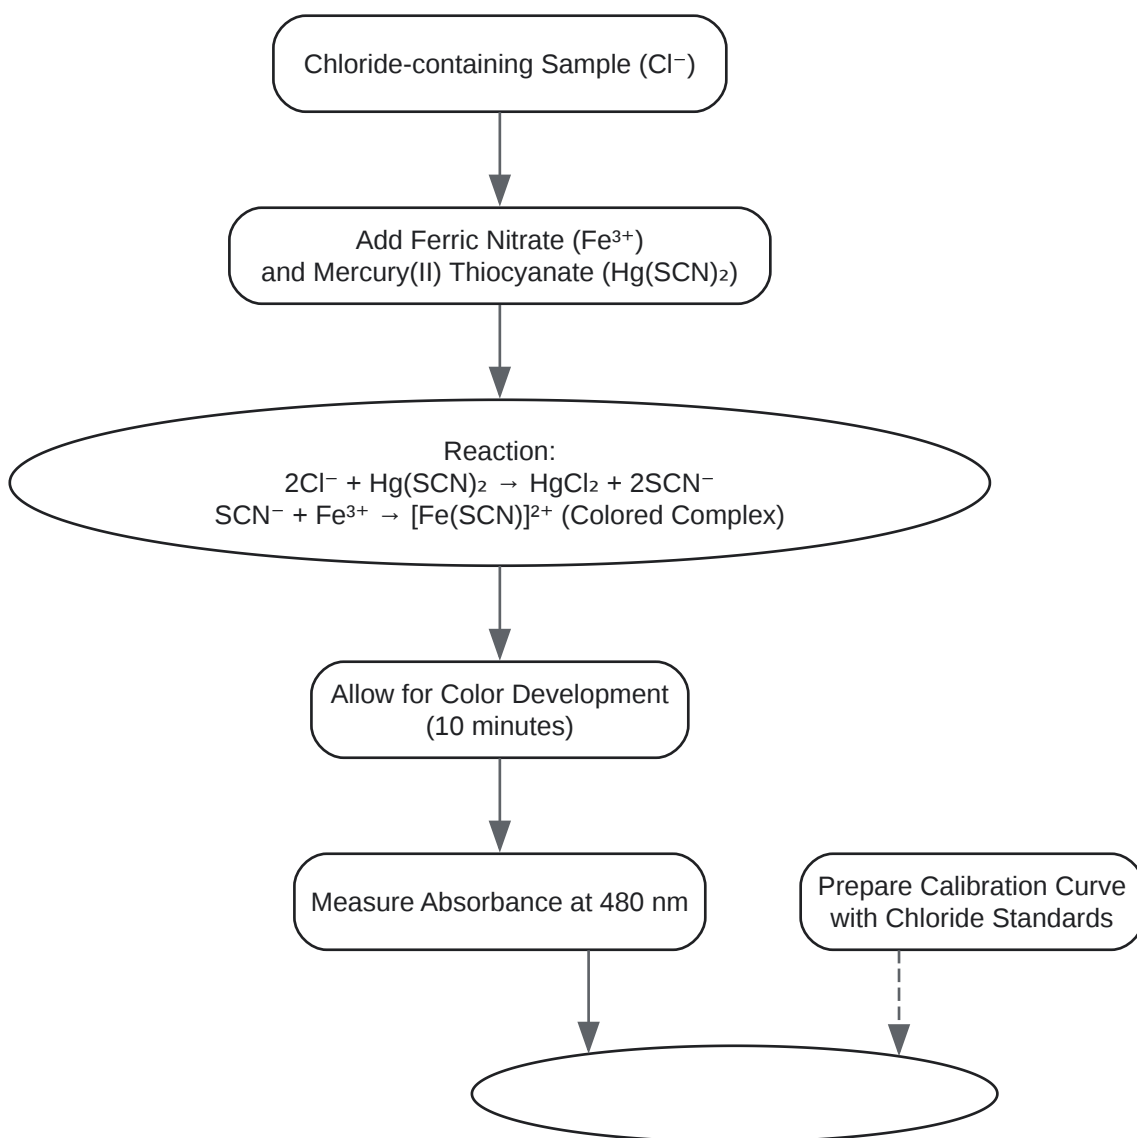 Chloride-containing Sample (Cl⁻)
Add Ferric Nitrate (Fe³⁺)
and Mercury(II) Thiocyanate (Hg(SCN)₂)
Reaction:
2Cl⁻ + Hg(SCN)₂ → HgCl₂ + 2SCN⁻
SCN⁻ + Fe³⁺ → [Fe(SCN)]²⁺ (Colored Complex)
Allow for Color Development
(10 minutes)
Measure Absorbance at 480 nm
Prepare Calibration Curve
with Chloride Standards